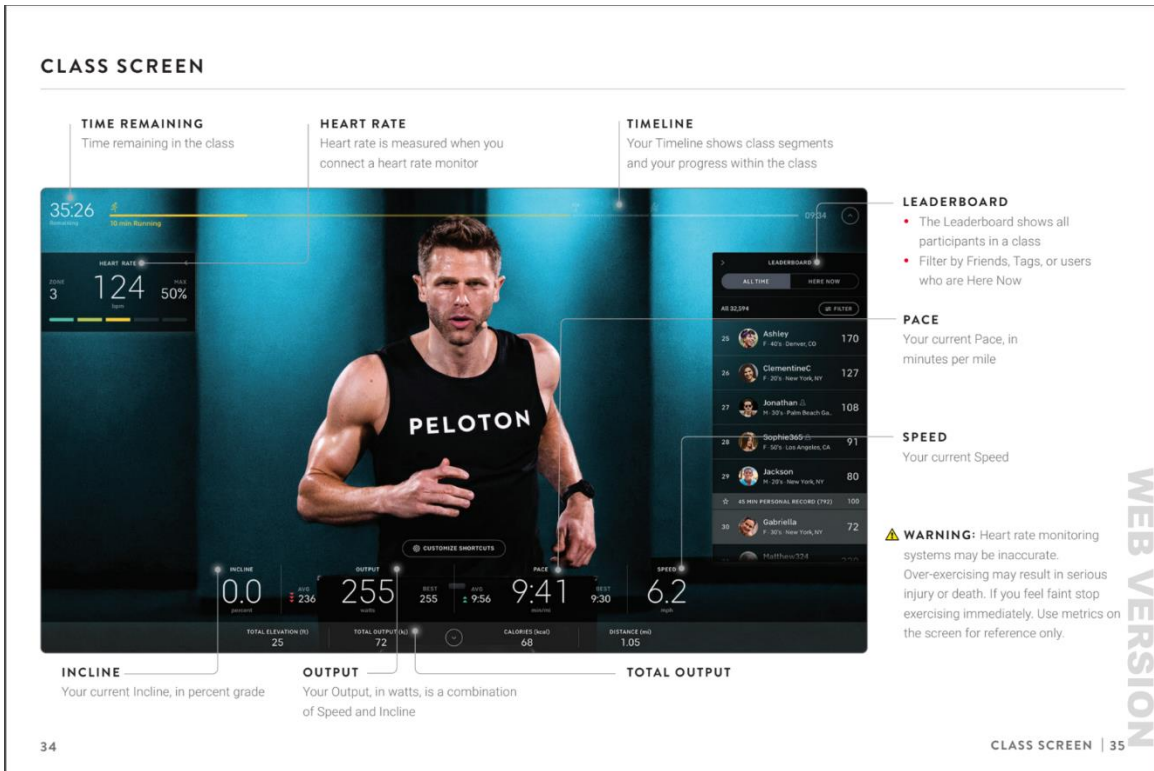 CLASS SCREEN
TIME REMAINING
Time remaining in the class
HEART RATE
Heart rate is measured when you
connect a heart rate monitor
TIMELINE
Your Timeline shows class segments
and your progress within the class
35:26
Remaining
10 min Running
09:34
HEART RATE
ZONE
3
124
bpm
MAX
50%
LEADERBOARD
ALL TIME
HERE NOW
All 32,594
FILTER
25 Ashley 170
F · 40's · Denver, CO
26 ClementineC 127
F · 20's · New York, NY
27 Jonathan 108
M · 30's · Palm Beach Ga..
28 Sophie365 91
F · 50's · Los Angeles, CA
29 Jackson 80
M · 20's · New York, NY
45 MIN PERSONAL RECORD (792) 100
30 Gabriella 72
F · 30's · New York, NY
Matthew324
PELOTON
CUSTOMIZE SHORTCUTS
INCLINE
0.0
percent
AVG
236
OUTPUT
255
watts
BEST
255
AVG
9:56
PACE
9:41
min/mi
BEST
9:30
SPEED
6.2
mph
TOTAL ELEVATION (ft)
25
TOTAL OUTPUT (kj)
72
CALORIES (kcal)
68
DISTANCE (mi)
1.05
LEADERBOARD
• The Leaderboard shows all
participants in a class
• Filter by Friends, Tags, or users
who are Here Now
PACE
Your current Pace, in
minutes per mile
SPEED
Your current Speed
WARNING: Heart rate monitoring
systems may be inaccurate.
Over-exercising may result in serious
injury or death. If you feel faint stop
exercising immediately. Use metrics on
the screen for reference only.
INCLINE
Your current Incline, in percent grade
OUTPUT
Your Output, in watts, is a combination
of Speed and Incline
TOTAL OUTPUT
34
CLASS SCREEN | 35
WEB VERSION